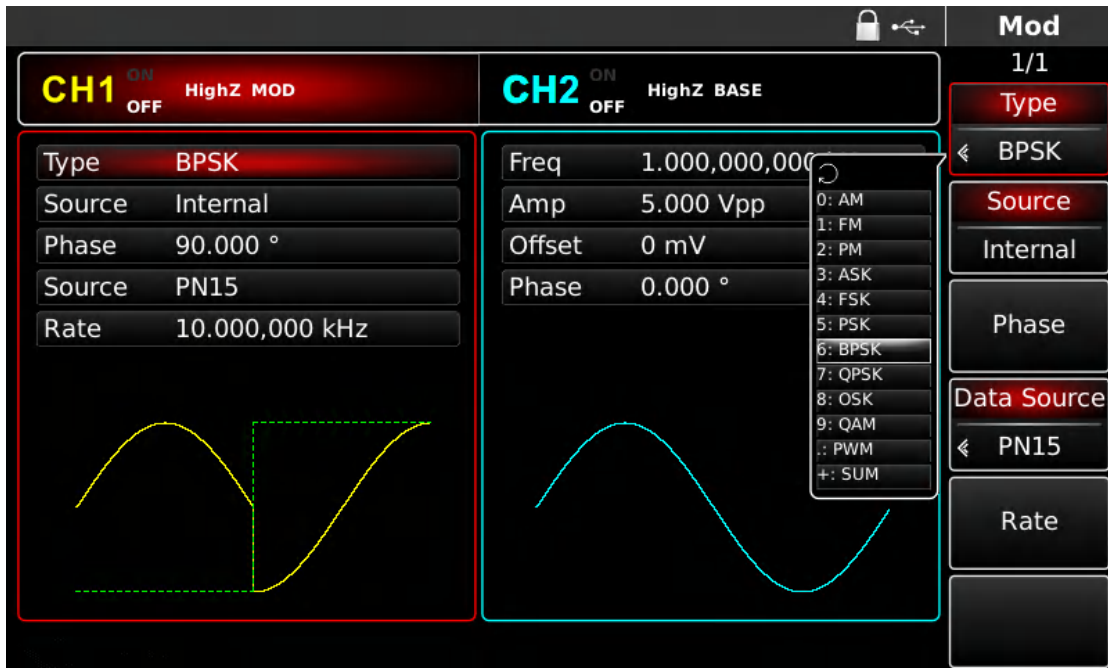 Mod
1/1
CH1 ON OFF HighZ MOD
CH2 ON OFF HighZ BASE
Type BPSK
Source Internal
Phase 90.000 °
Source PN15
Rate 10.000,000 kHz
Freq 1.000,000,000
Amp 5.000 Vpp
Offset 0 mV
Phase 0.000 °
0: AM
1: FM
2: PM
3: ASK
4: FSK
5: PSK
6: BPSK
7: QPSK
8: OSK
9: QAM
.: PWM
+: SUM
Type
BPSK
Source
Internal
Phase
Data Source
PN15
Rate